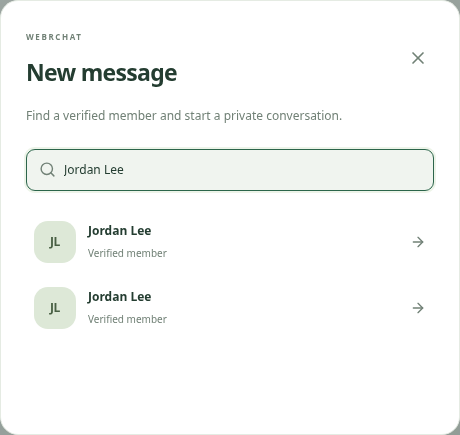 WEBRCHAT
New message
Find a verified member and start a private conversation.
Jordan Lee
JL
Jordan Lee
Verified member
JL
Jordan Lee
Verified member